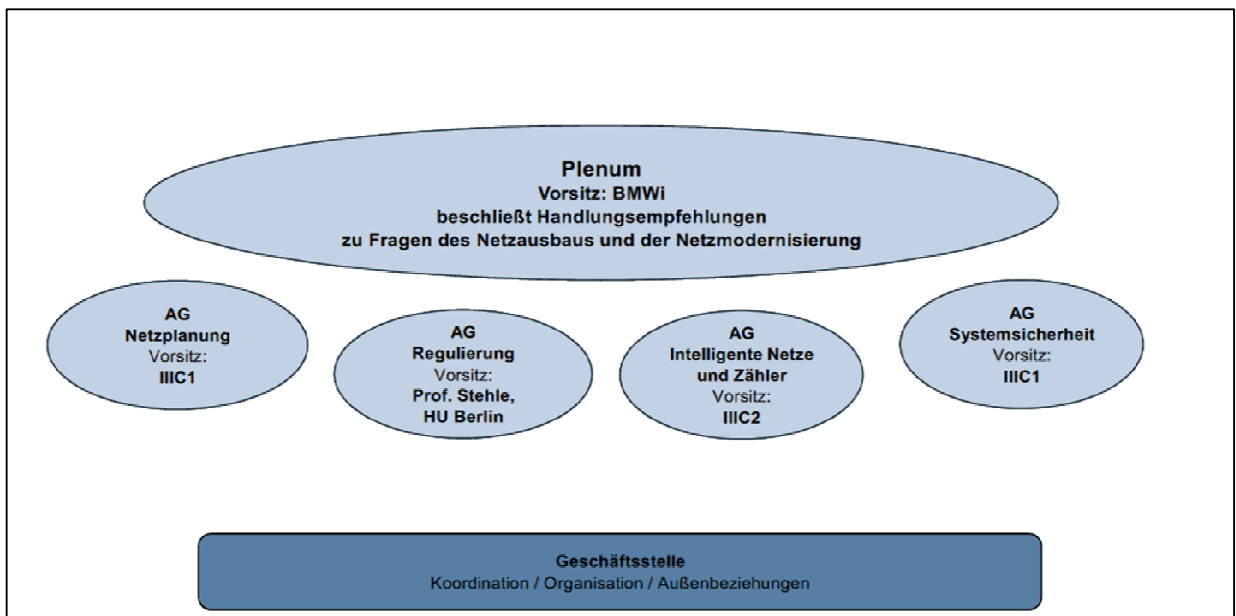 Plenum
Vorsitz: BMWi
beschließt Handlungsempfehlungen
zu Fragen des Netzausbaus und der Netzmodernisierung
AG
Netzplanung
Vorsitz:
IIIC1
AG
Regulierung
Vorsitz:
Prof. Stehle,
HU Berlin
AG
Intelligente Netze
und Zähler
Vorsitz:
IIIC2
AG
Systemsicherheit
Vorsitz:
IIIC1
Geschäftsstelle
Koordination / Organisation / Außenbeziehungen